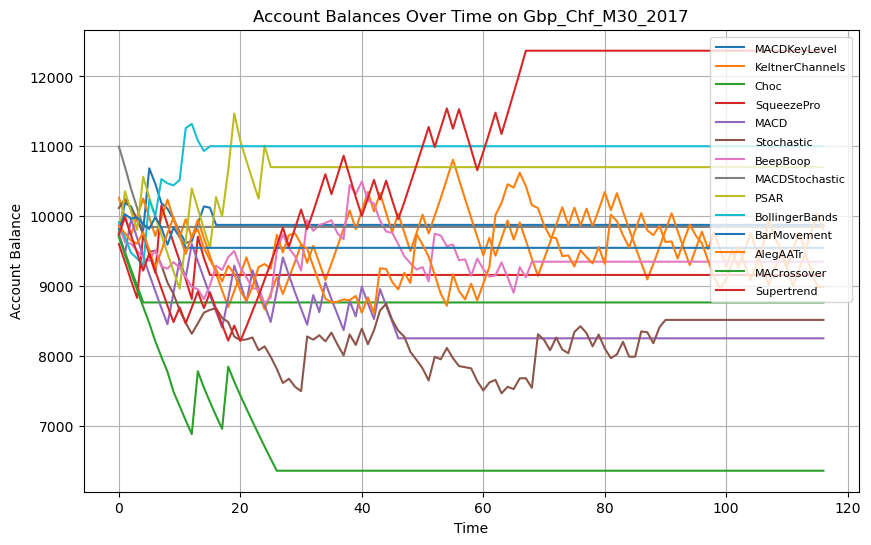 Account Balances Over Time on Gbp_Chf_M30_2017
Account Balance
12000
11000
10000
9000
8000
7000
0
20
40
60
80
100
120
Time
MACDKeyLevel
KeltnerChannels
Choc
SqueezePro
MACD
Stochastic
BeepBoop
MACDStochastic
PSAR
BollingerBands
BarMovement
AlegAATr
MACrossover
Supertrend